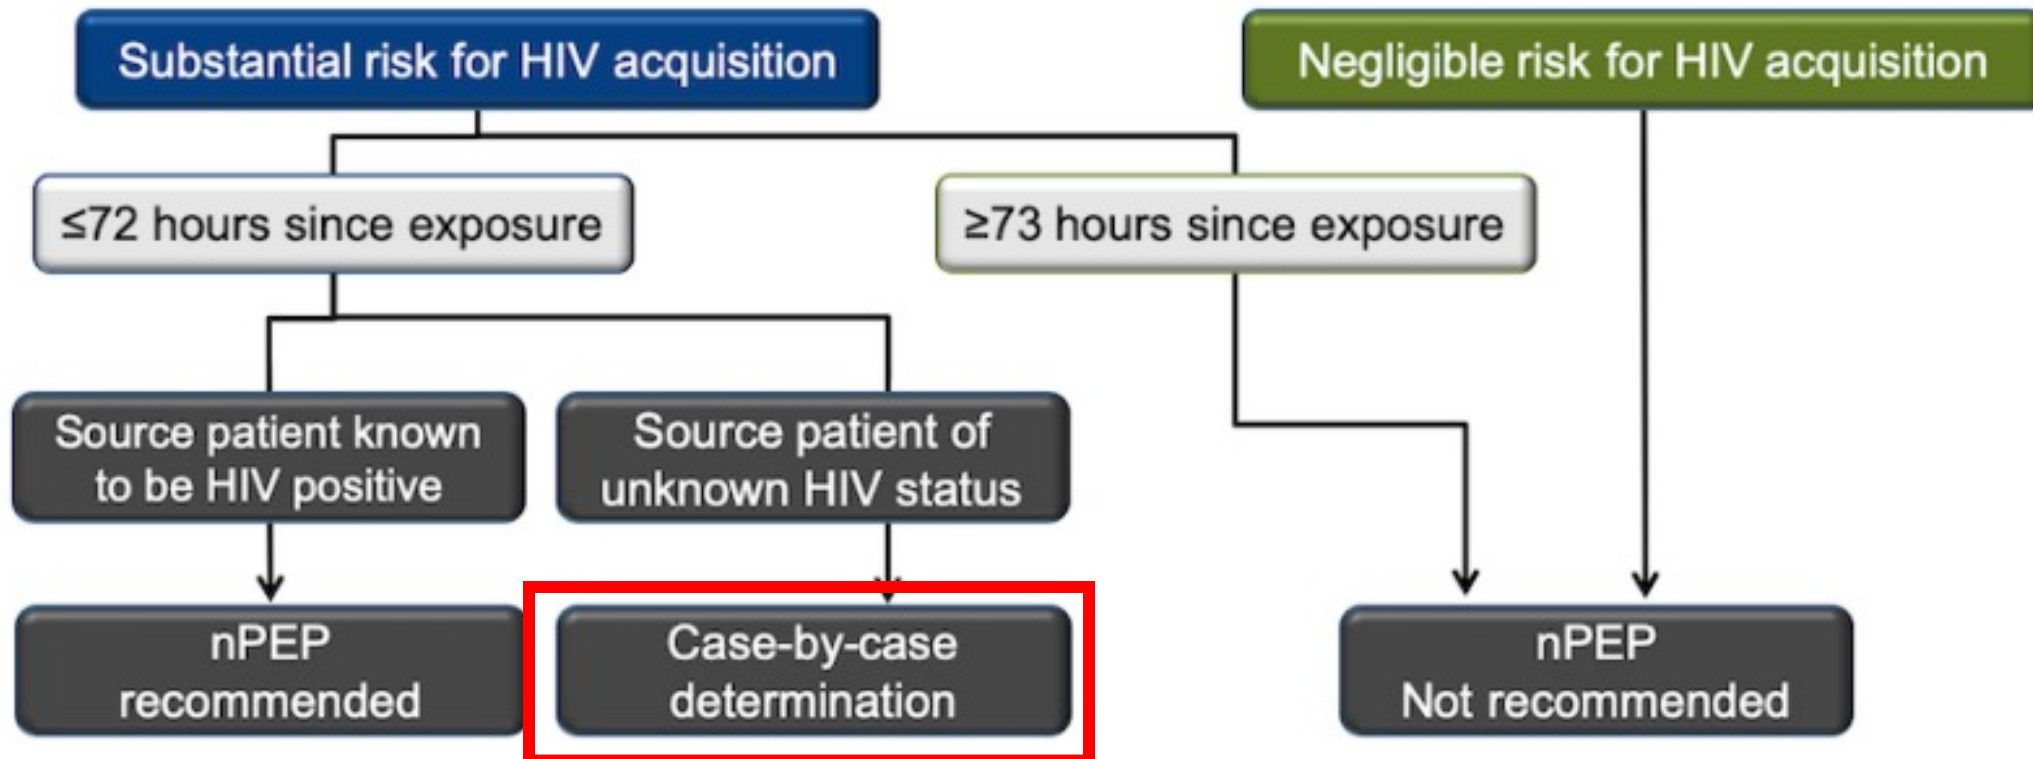 Substantial risk for HIV acquisition
Negligible risk for HIV acquisition
≤72 hours since exposure
≥73 hours since exposure
Source patient known
to be HIV positive
Source patient of
unknown HIV status
nPEP
recommended
Case-by-case
determination
nPEP
Not recommended